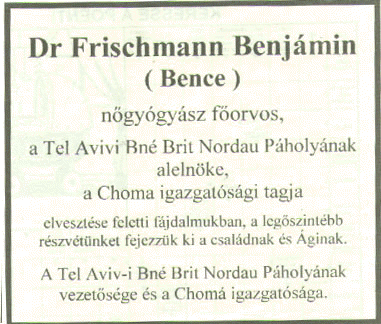 Dr Frischmann Benjámin
( Bence )
nőgyógyász főorvos,
a Tel Avivi Bné Brit Nordau Páholyának
alelnöke,
a Choma igazgatósági tagja
elvesztése feletti fájdalmukban, a legőszintébb
részvétünket fejezzük ki a családnak és Áginak.
A Tel Aviv-i Bné Brit Nordau Páholyának
vezetősége és a Chomá igazgatósága.